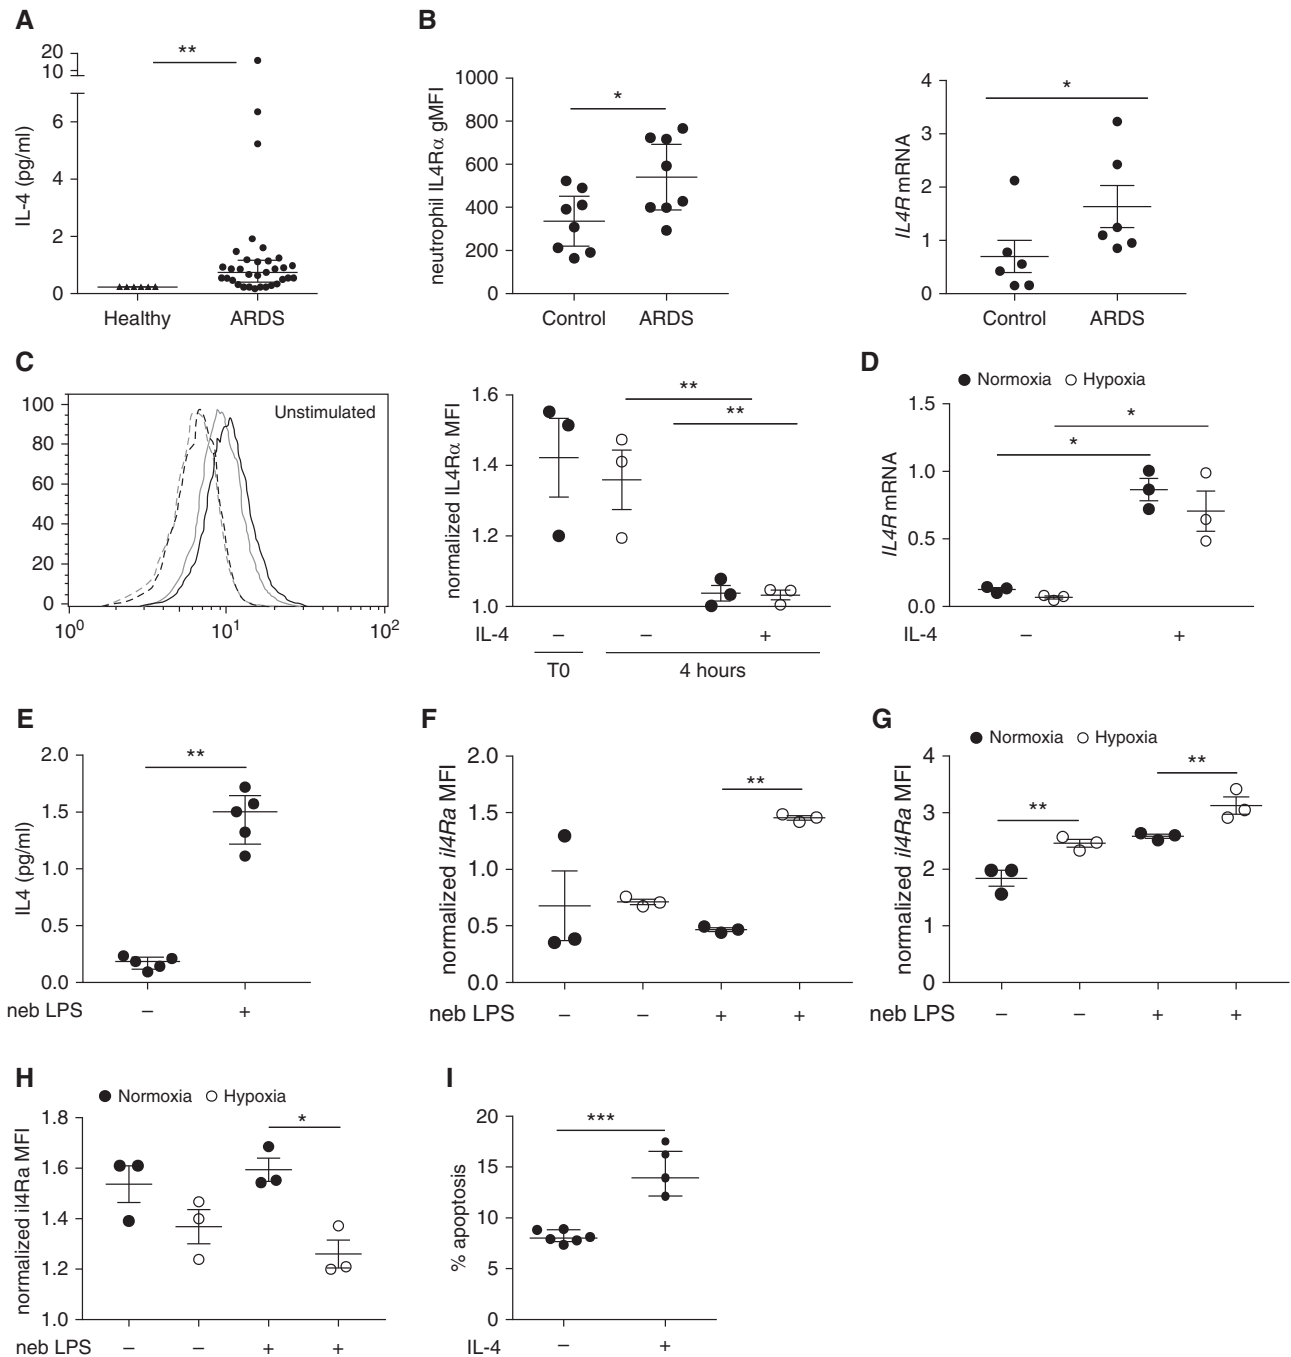 A
**
20
10
6
4
2
0
IL-4 (pg/ml)
Healthy
ARDS
B
*
1000
800
600
400
200
0
neutrophil IL4Rα gMFI
Control
ARDS
*
4
3
2
1
0
IL4R mRNA
Control
ARDS
C
Unstimulated
100
80
60
40
20
0
10⁰
10¹
10²
**
**
1.6
1.4
1.2
1.0
normalized IL4Rα MFI
IL-4
– – +
T0
4 hours
D
Normoxia Hypoxia
*
*
1.5
1.0
0.5
0.0
IL4R mRNA
IL-4
– +
E
**
2.0
1.5
1.0
0.5
0.0
IL4 (pg/ml)
neb LPS – +
F
**
2.0
1.5
1.0
0.5
0.0
normalized il4Ra MFI
neb LPS – – + +
G
Normoxia Hypoxia
**
**
4
3
2
1
0
normalized il4Ra MFI
neb LPS – – + +
H
Normoxia Hypoxia
*
1.8
1.6
1.4
1.2
1.0
normalized il4Ra MFI
neb LPS – – + +
I
***
20
15
10
5
0
% apoptosis
IL-4 – +